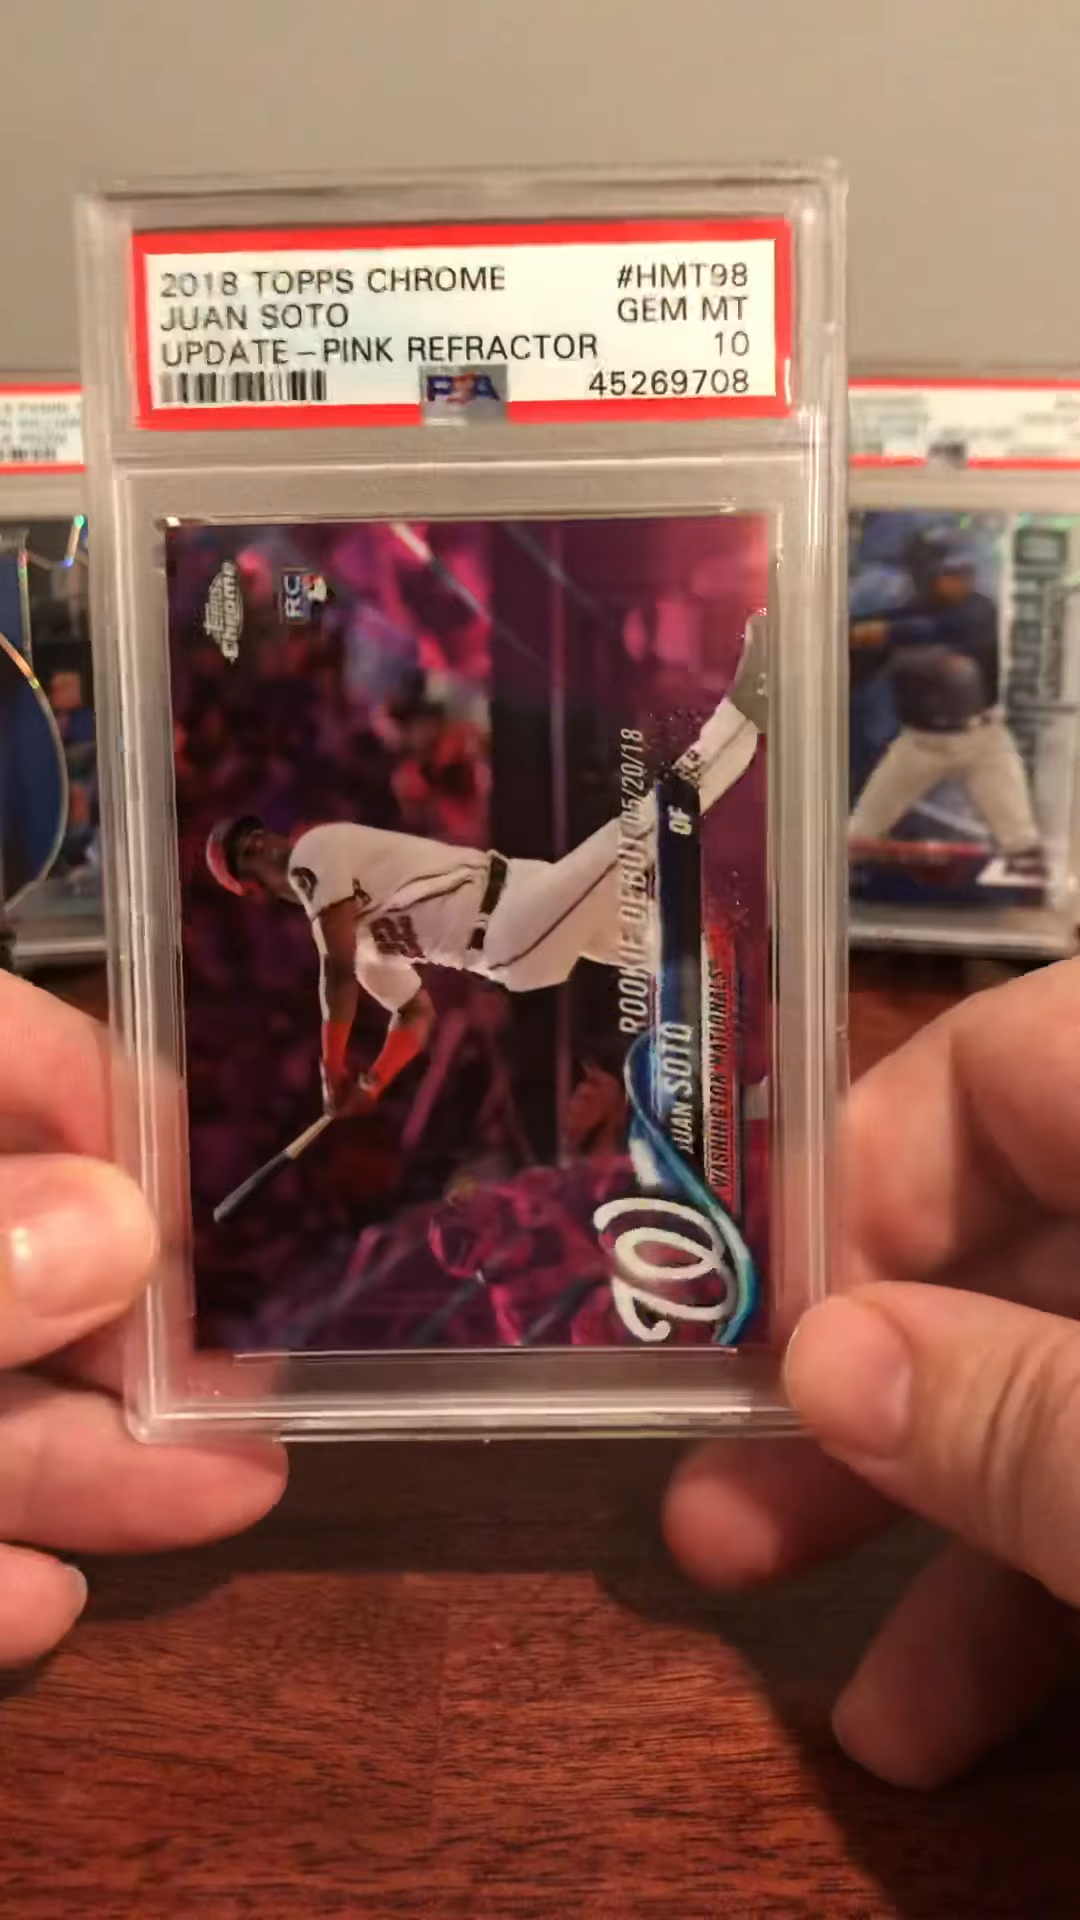 2018 TOPPS CHROME #HMT98
JUAN SOTO GEM MT
UPDATE - PINK REFRACTOR 10
PSA 45269708
Topps
chrome
RC
ROOKIE DEBUT 05/20/18
JUAN SOTO OF
WASHINGTON NATIONALS
W